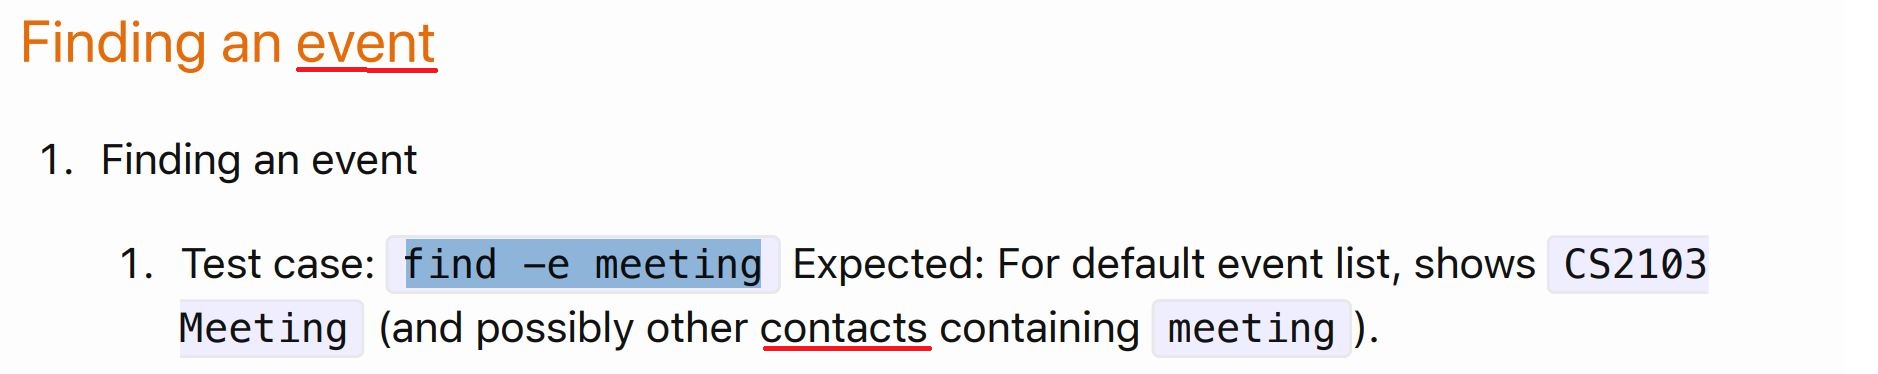 Finding an event
1. Finding an event
1. Test case: find –e meeting Expected: For default event list, shows CS2103
Meeting (and possibly other contacts containing meeting).